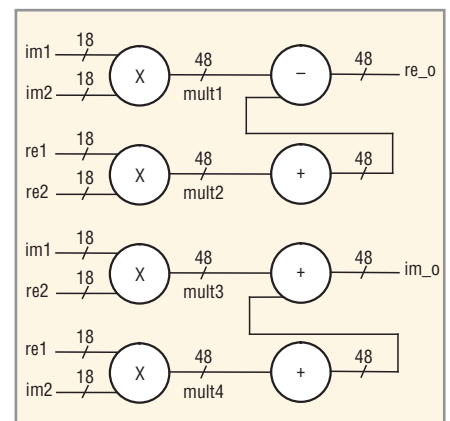 im1 18
im2 18
X
48
mult1
–
48
re_o
re1 18
re2 18
X
48
mult2
+
48
im1 18
re2 18
X
48
mult3
+
48
im_o
re1 18
im2 18
X
48
mult4
+
48